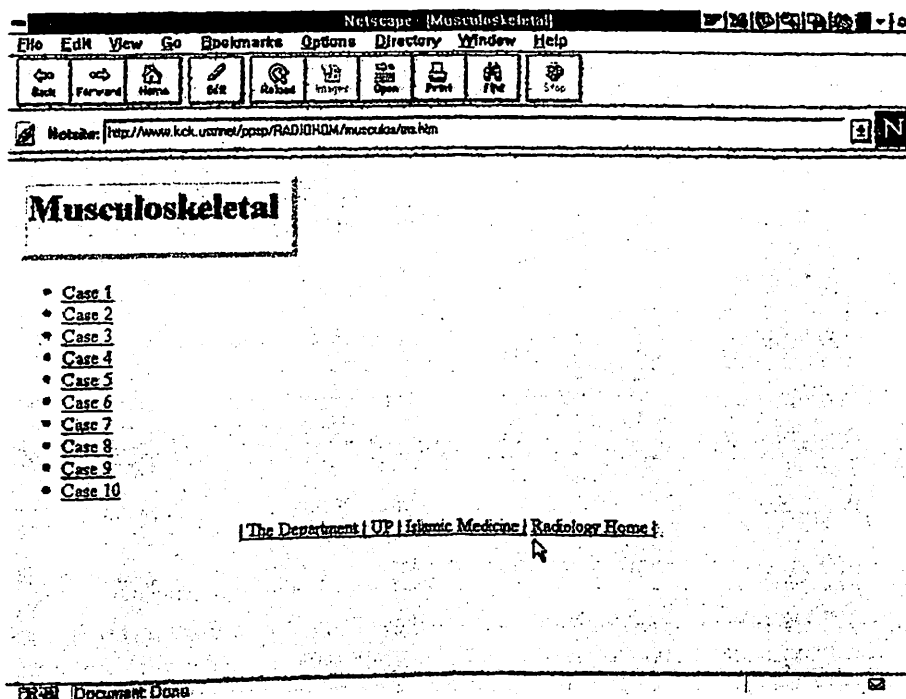 Netscape - [Musculoskeletal]
File Edit View Go Bookmarks Options Directory Window Help
Back Forward Home Edit Reload Images Open Print Find Stop
Netsite:
Musculoskeletal
• Case 1
• Case 2
• Case 3
• Case 4
• Case 5
• Case 6
• Case 7
• Case 8
• Case 9
• Case 10
| The Department | UP | Islamic Medicine | Radiology Home |
Document: Done